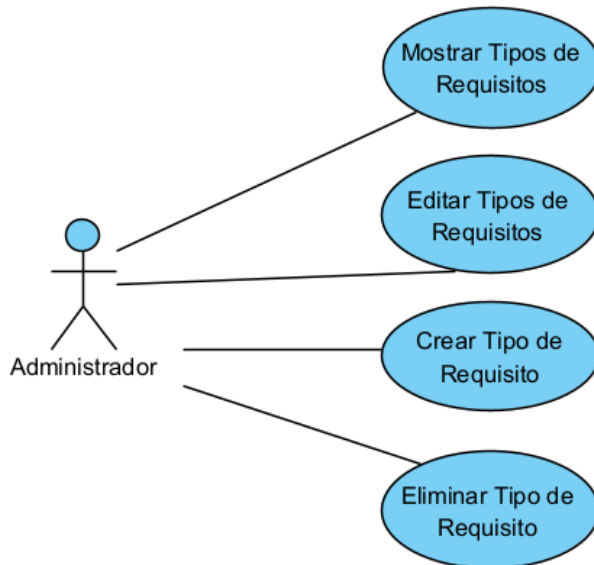 Mostrar Tipos de
Requisitos
Editar Tipos de
Requisitos
Administrador
Crear Tipo de
Requisito
Eliminar Tipo de
Requisito